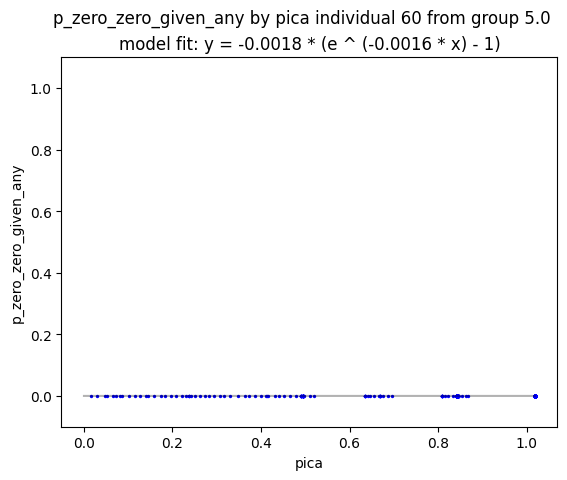 p_zero_zero_given_any by pica individual 60 from group 5.0
model fit: y = -0.0018 * (e ^ (-0.0016 * x) - 1)
1.0
0.8
0.6
0.4
0.2
0.0
p_zero_zero_given_any
0.0 0.2 0.4 0.6 0.8 1.0
pica